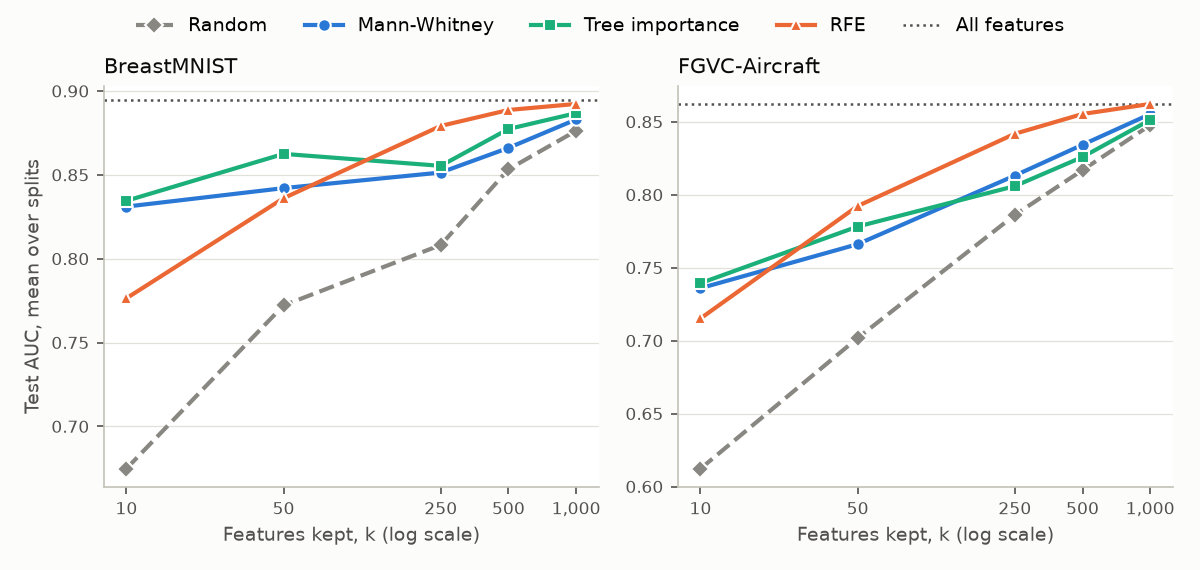 Random Mann-Whitney Tree importance RFE All features
BreastMNIST
0.90
0.85
0.80
0.75
0.70
Test AUC, mean over splits
10 50 250 500 1,000
Features kept, k (log scale)
FGVC-Aircraft
0.85
0.80
0.75
0.70
0.65
0.60
10 50 250 500 1,000
Features kept, k (log scale)